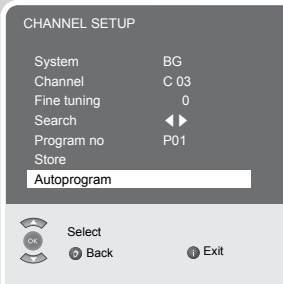 CHANNEL SETUP
System BG
Channel C 03
Fine tuning 0
Search
Program no P01
Store
Autoprogram
OK Select
Back i Exit